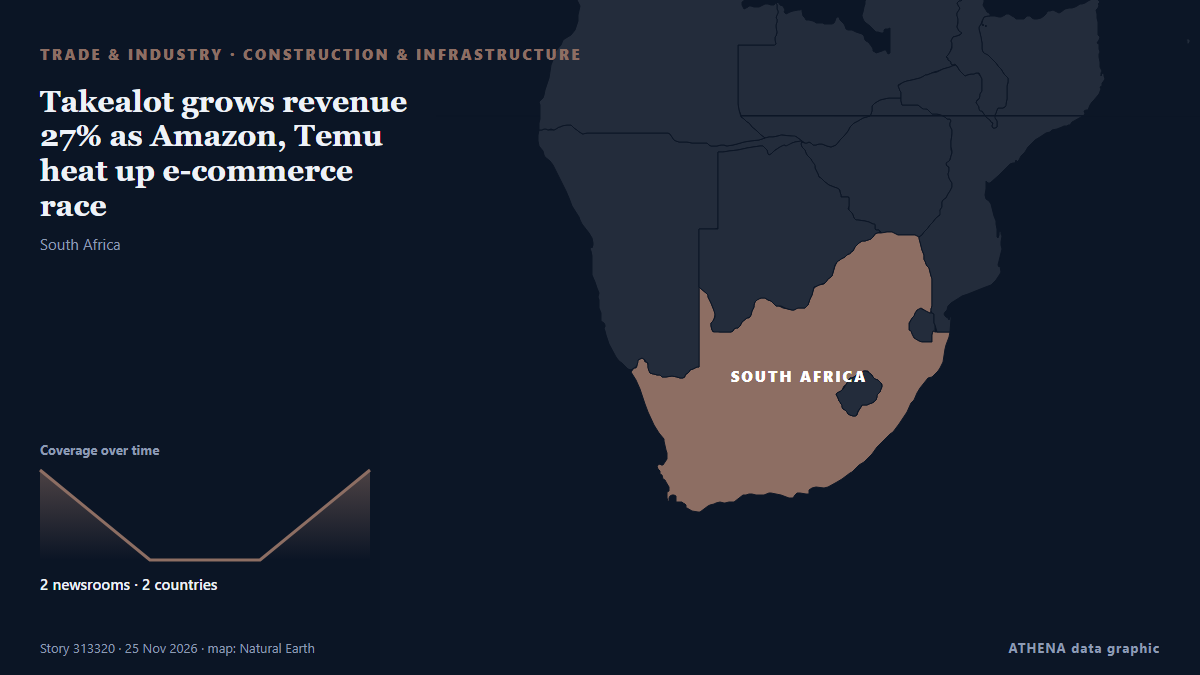 TRADE & INDUSTRY · CONSTRUCTION & INFRASTRUCTURE
Takealot grows revenue
27% as Amazon, Temu
heat up e-commerce
race
South Africa
SOUTH AFRICA
Coverage over time
2 newsrooms · 2 countries
Story 313320 · 25 Nov 2026 · map: Natural Earth
ATHENA data graphic